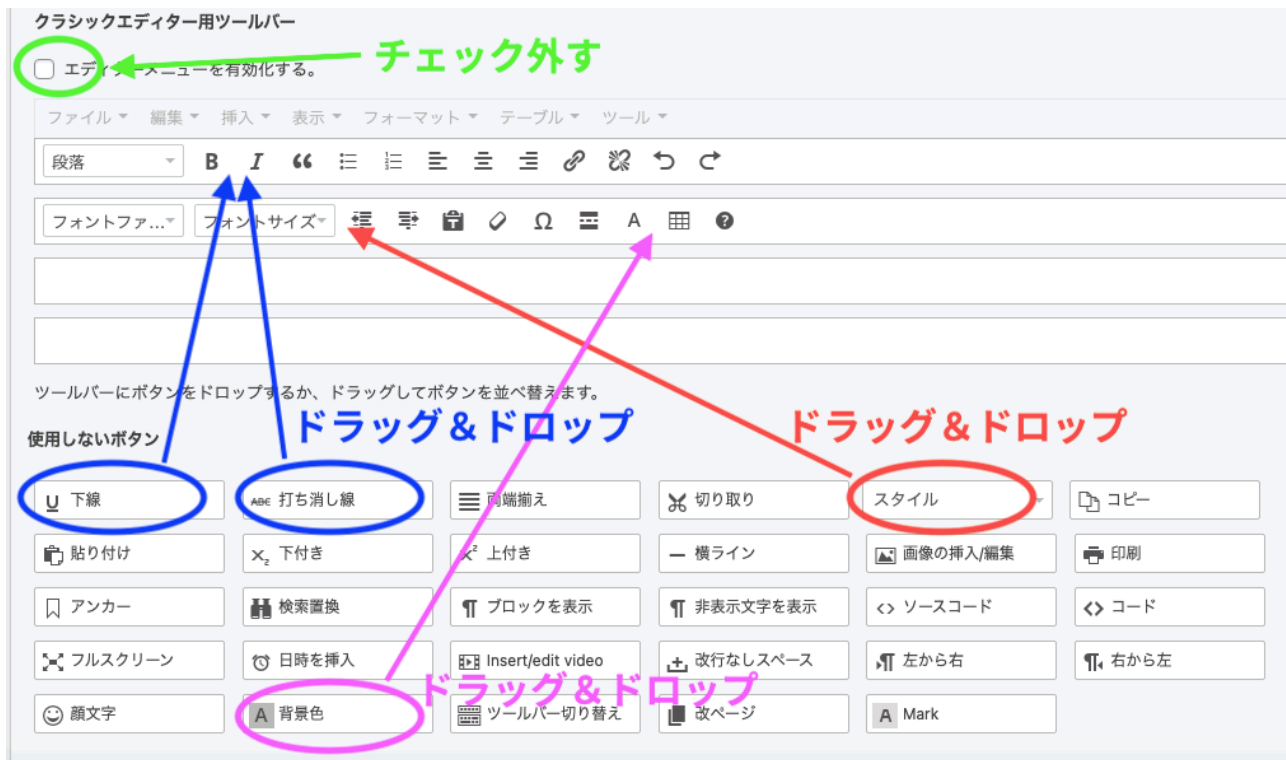 クラシックエディター用ツールバー
チェック外す
エディターメニューを有効化する。
ファイル 編集 挿入 表示 フォーマット テーブル ツール
段落 B I
フォントファ... フォントサイズ T Ω A
ツールバーにボタンをドロップするか、ドラッグしてボタンを並べ替えます。
ドラッグ&ドロップ ドラッグ&ドロップ
使用しないボタン
U 下線 ABC 打ち消し線 両端揃え 切り取り スタイル コピー
貼り付け x₂ 下付き x² 上付き 横ライン 画像の挿入/編集 印刷
アンカー 検索置換 ¶ ブロックを表示 ¶ 非表示文字を表示 <> ソースコード <> コード
フルスクリーン 日時を挿入 Insert/edit video 改行なしスペース 左から右 右から左
ドラッグ&ドロップ
顔文字 A 背景色 ツールバー切り替え 改ページ A Mark